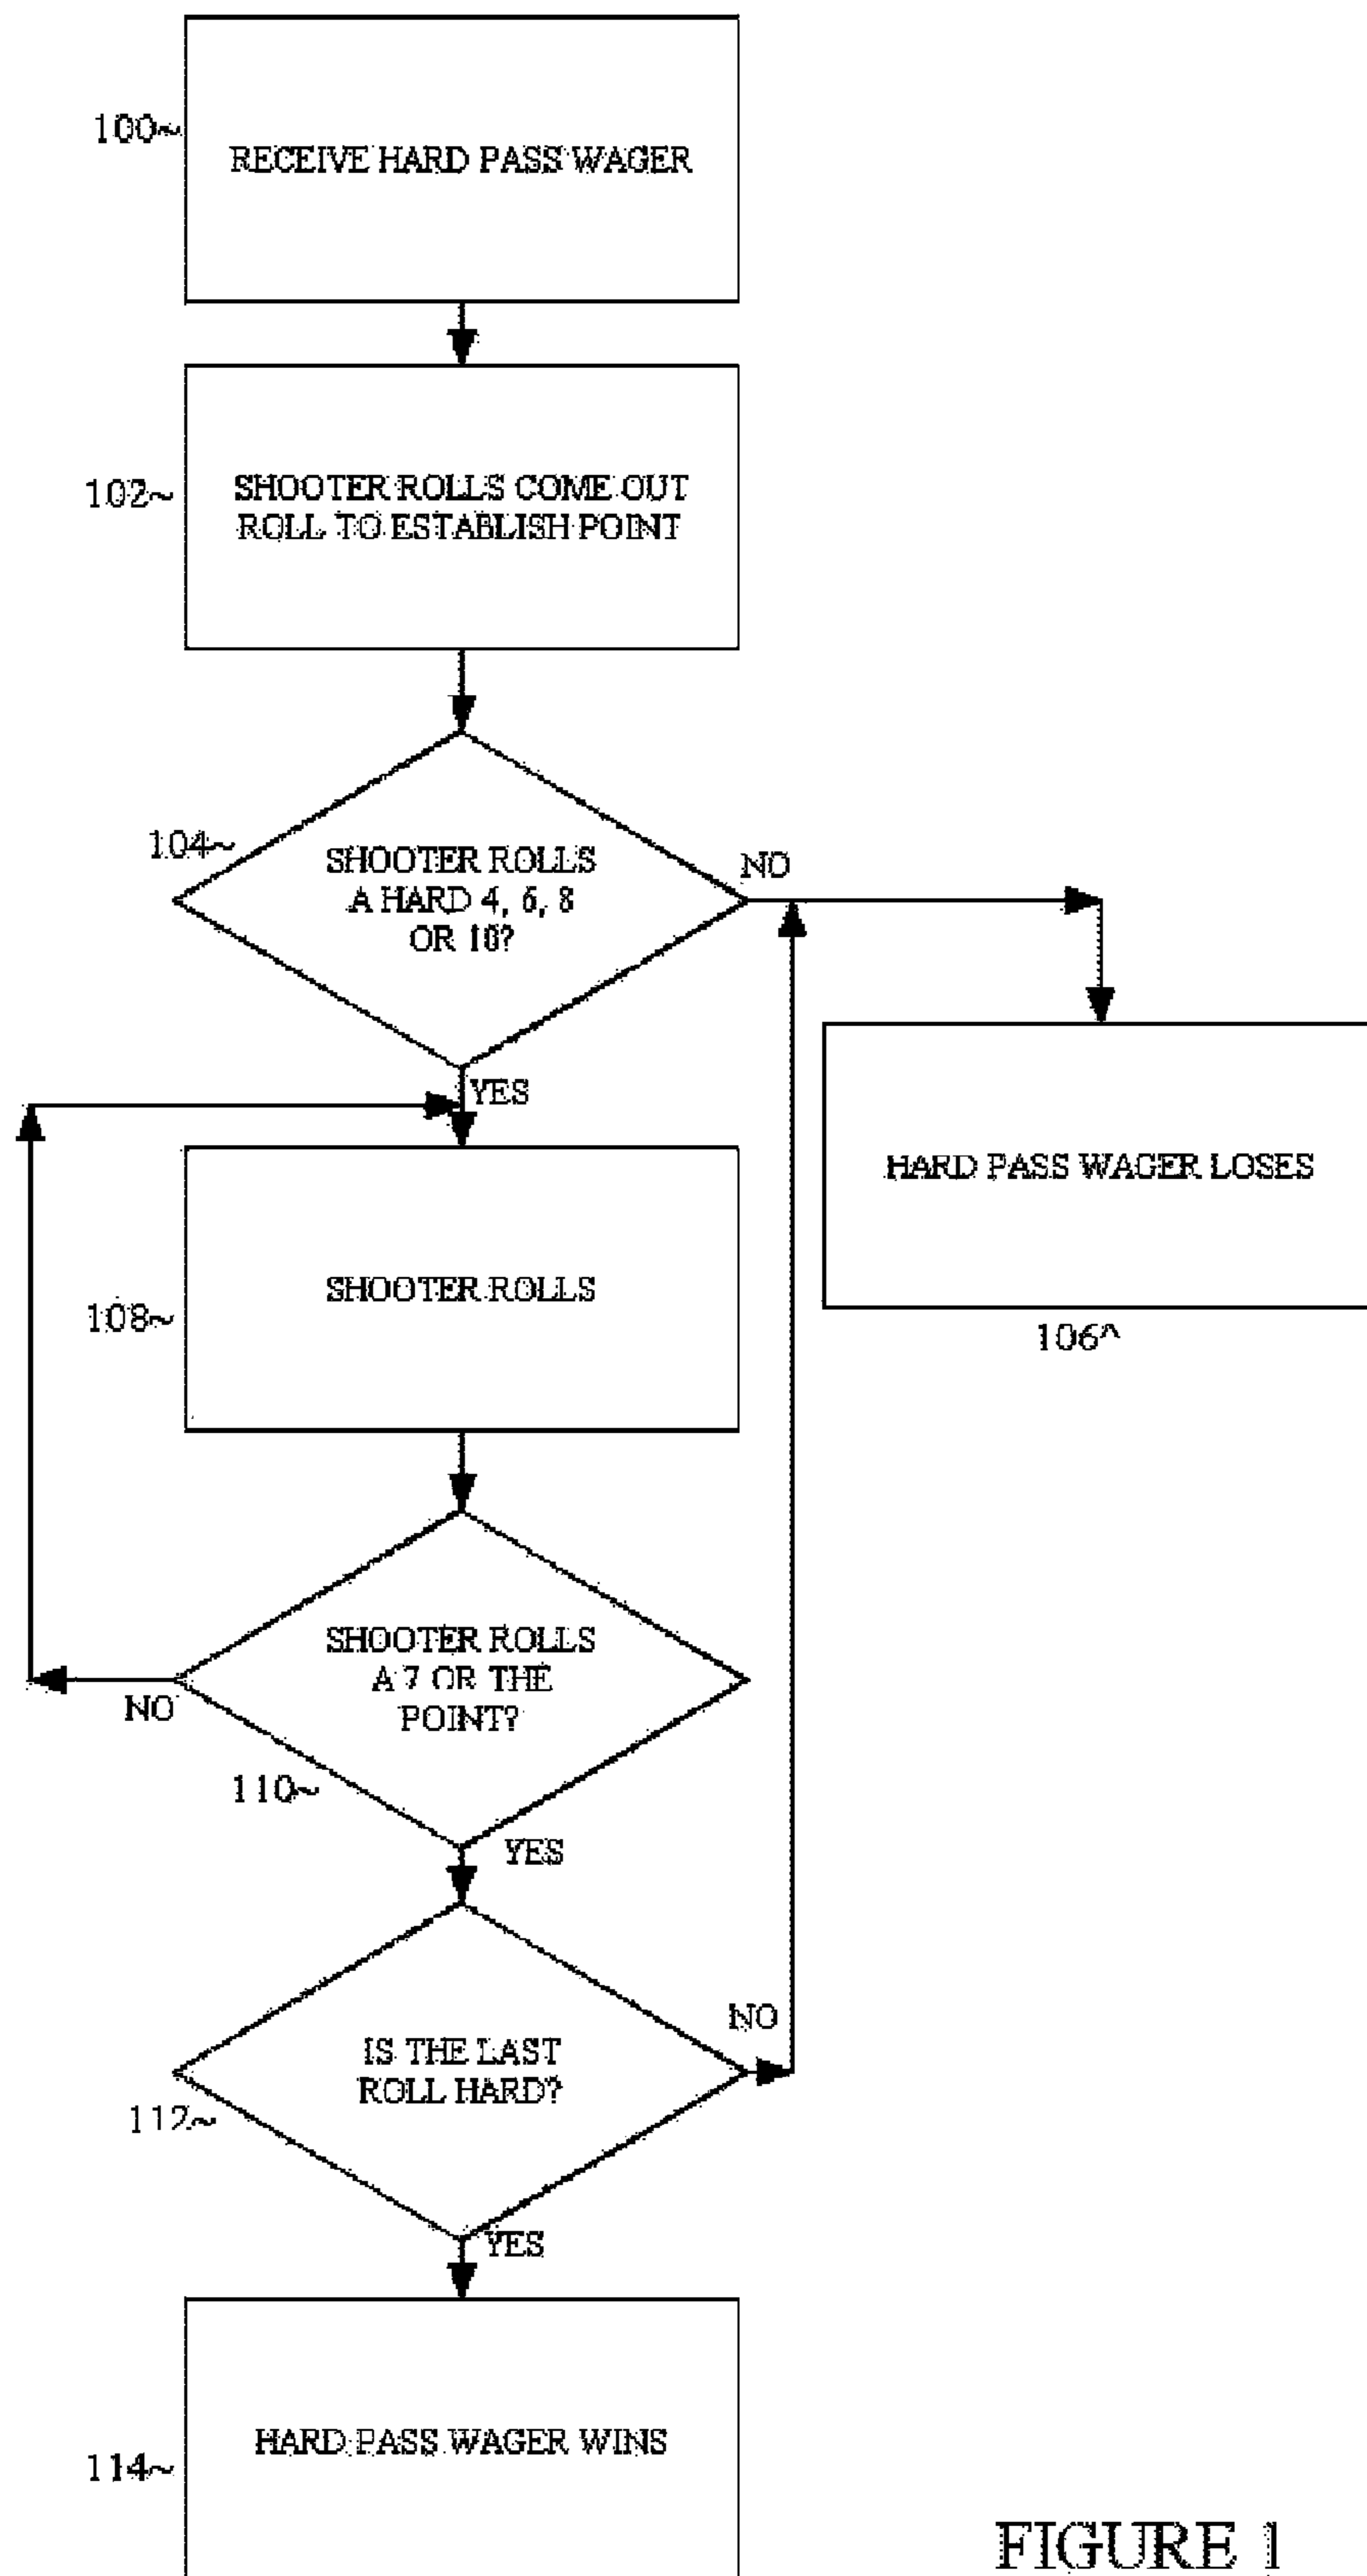 100~
RECEIVE HARD PASS WAGER
102~
SHOOTER ROLLS COME OUT
ROLL TO ESTABLISH POINT
104~
SHOOTER ROLLS
A HARD 4, 6, 8
OR 10?
NO
YES
HARD PASS WAGER LOSES
106^
108~
SHOOTER ROLLS
SHOOTER ROLLS
A 7 OR THE
POINT?
NO
110~
YES
IS THE LAST
ROLL HARD?
NO
112~
YES
HARD PASS WAGER WINS
114~
FIGURE 1